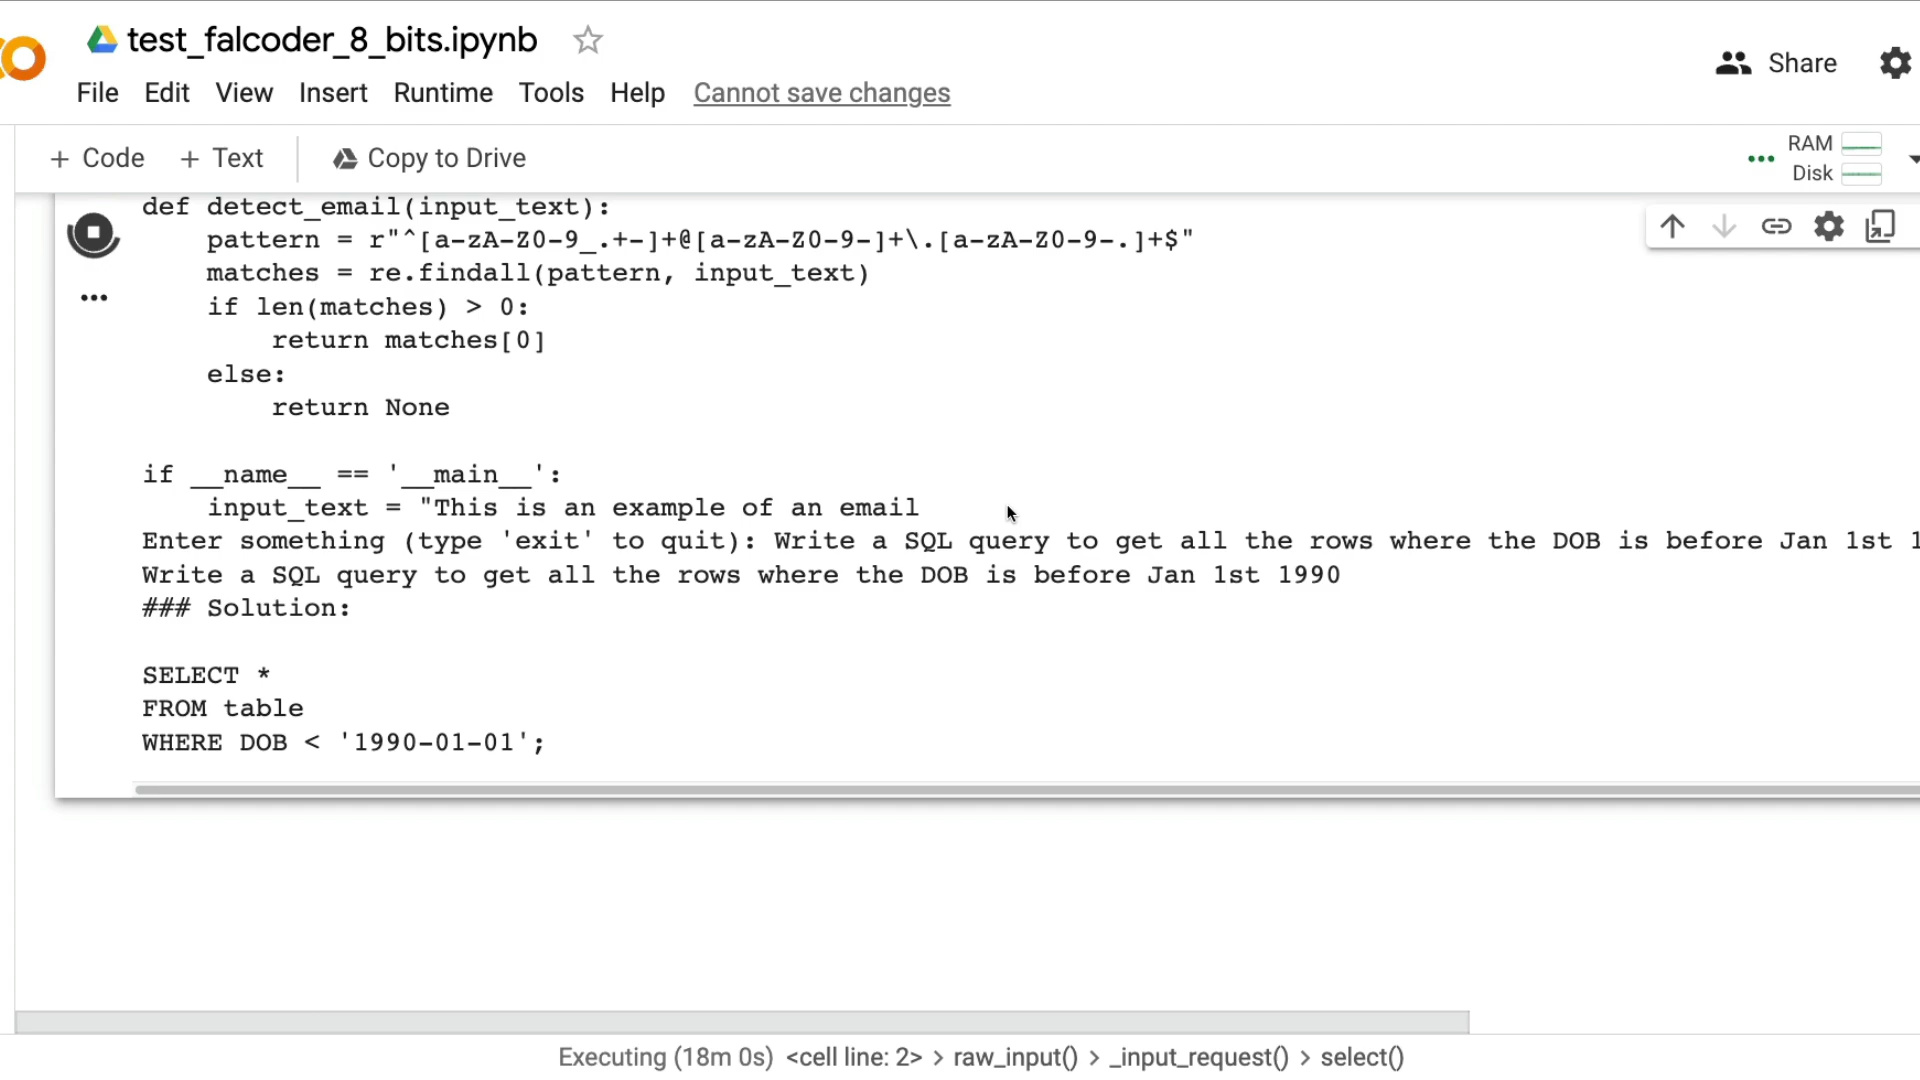 test_falcoder_8_bits.ipynb
File Edit View Insert Runtime Tools Help Cannot save changes
Share
+ Code + Text Copy to Drive
RAM
Disk
def detect_email(input_text):
    pattern = r"^[a-zA-Z0-9_.+-]+@[a-zA-Z0-9-]+\.[a-zA-Z0-9-.]+$"
    matches = re.findall(pattern, input_text)
    if len(matches) > 0:
        return matches[0]
    else:
        return None
if __name__ == '__main__':
    input_text = "This is an example of an email
Enter something (type 'exit' to quit): Write a SQL query to get all the rows where the DOB is before Jan 1st 1
Write a SQL query to get all the rows where the DOB is before Jan 1st 1990
### Solution:
SELECT *
FROM table
WHERE DOB < '1990-01-01';
Executing (18m 0s) <cell line: 2> > raw_input() > _input_request() > select()